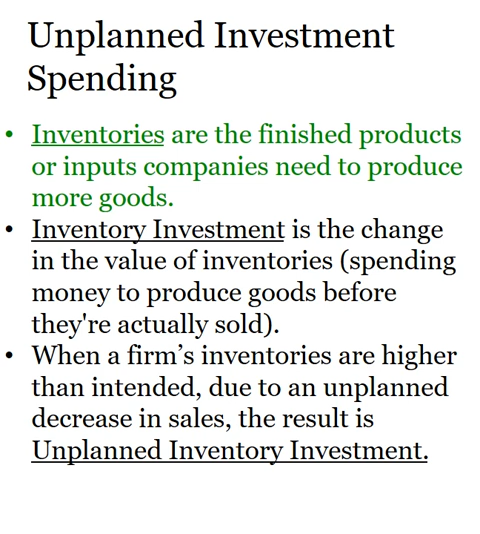 Unplanned Investment
Spending
• Inventories are the finished products
or inputs companies need to produce
more goods.
• Inventory Investment is the change
in the value of inventories (spending
money to produce goods before
they're actually sold).
• When a firm’s inventories are higher
than intended, due to an unplanned
decrease in sales, the result is
Unplanned Inventory Investment.